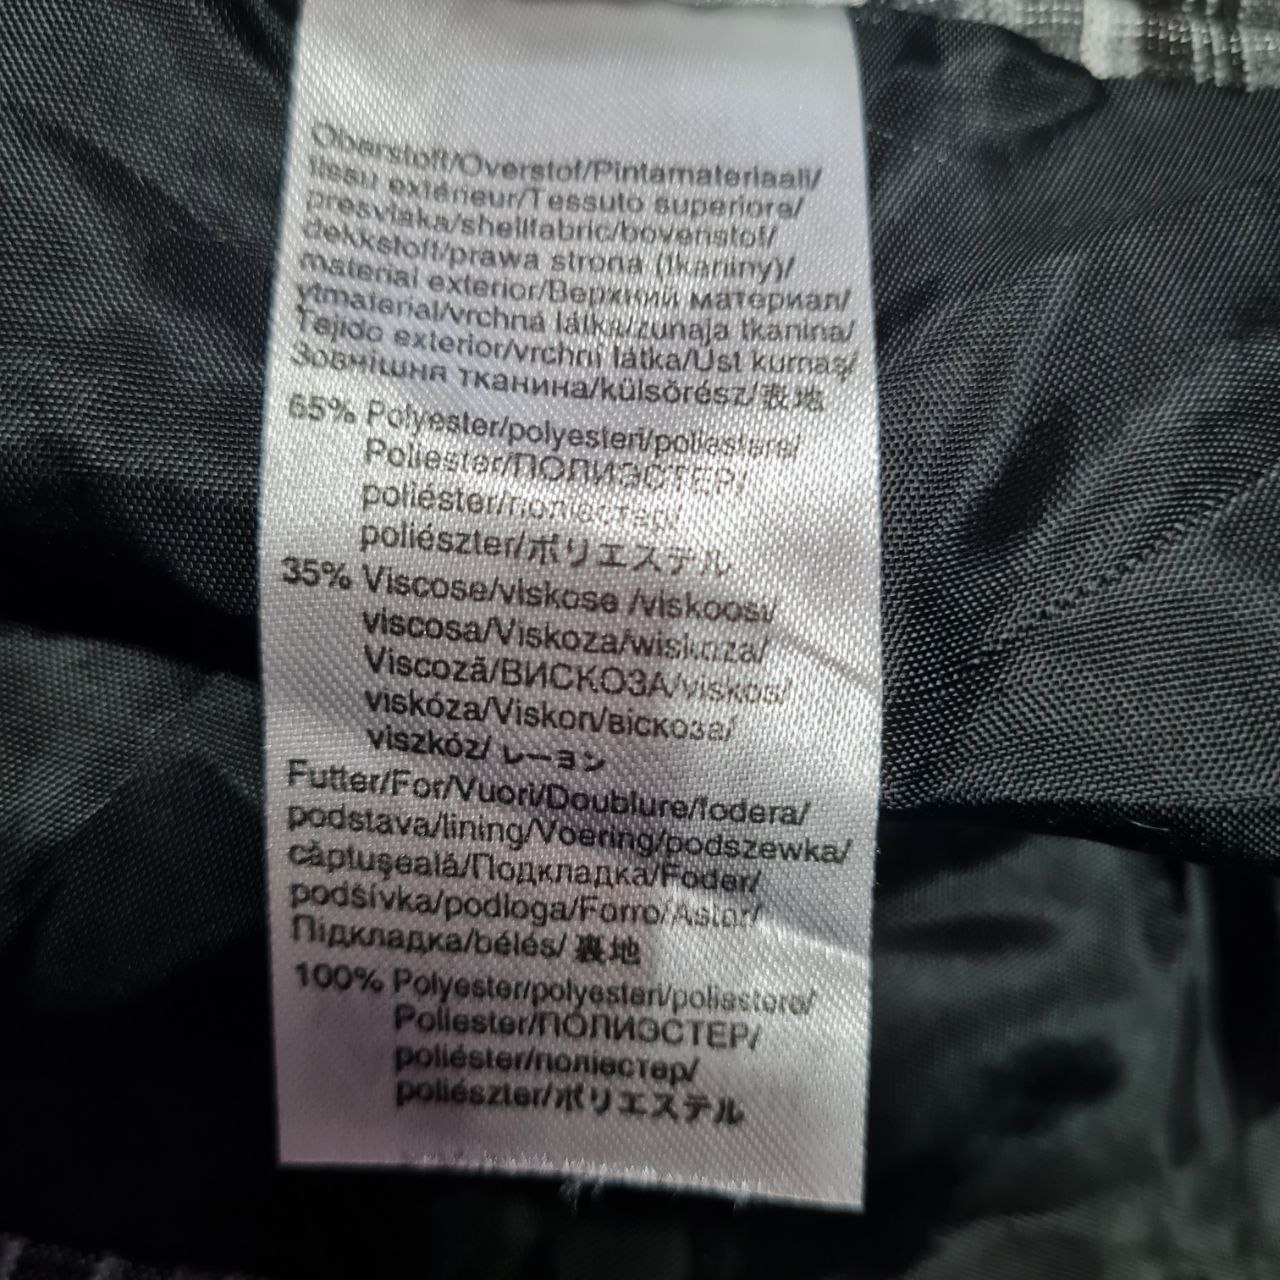 Oberstoff/Overstof/Pintamateriaali/
tissu extérieur/Tessuto superiore/
presvlaka/shellfabric/bovenstof/
dekkstoff/prawa strona (tkaniny)/
material exterior/Верхний материал/
ytmaterial/vrchná látka/zunaja tkanina/
Tejido exterior/vrchní látka/Üst kumaş/
Зовнішня тканина/külsőrész/表地
65% Polyester/polyesteri/poliestere/
Poliester/ПОЛИЭСТЕР/
poliéster/поліестер/
poliészter/ポリエステル
35% Viscose/viskose /viskoosi/
viscosa/Viskoza/wiskoza/
Viscoză/ВИСКОЗА/viskos/
viskóza/Viskon/віскоза/
viszkóz/レーヨン
Futter/For/Vuori/Doublure/fodera/
podstava/lining/Voering/podszewka/
căptuşeală/Подкладка/Foder/
podšívka/podloga/Forro/Astar/
Підкладка/bélés/裏地
100% Polyester/polyesteri/poliestere/
Poliester/ПОЛИЭСТЕР/
poliéster/поліестер/
poliészter/ポリエステル